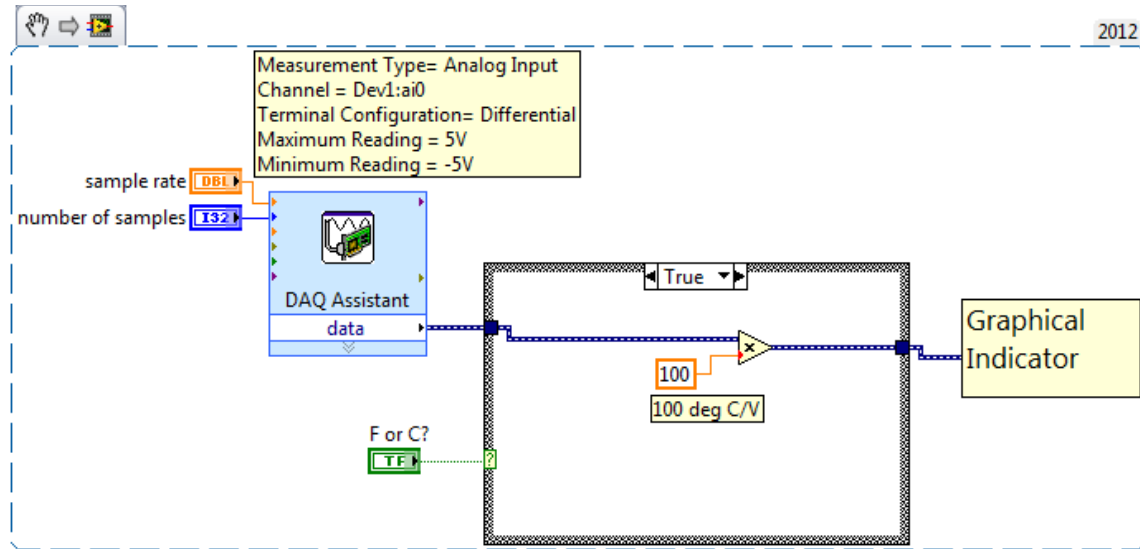 2012
Measurement Type= Analog Input
Channel = Dev1:ai0
Terminal Configuration= Differential
Maximum Reading = 5V
Minimum Reading = -5V
sample rate DBL
number of samples I32
DAQ Assistant
data
True
Graphical
Indicator
x
100
100 deg C/V
F or C?
TF
?